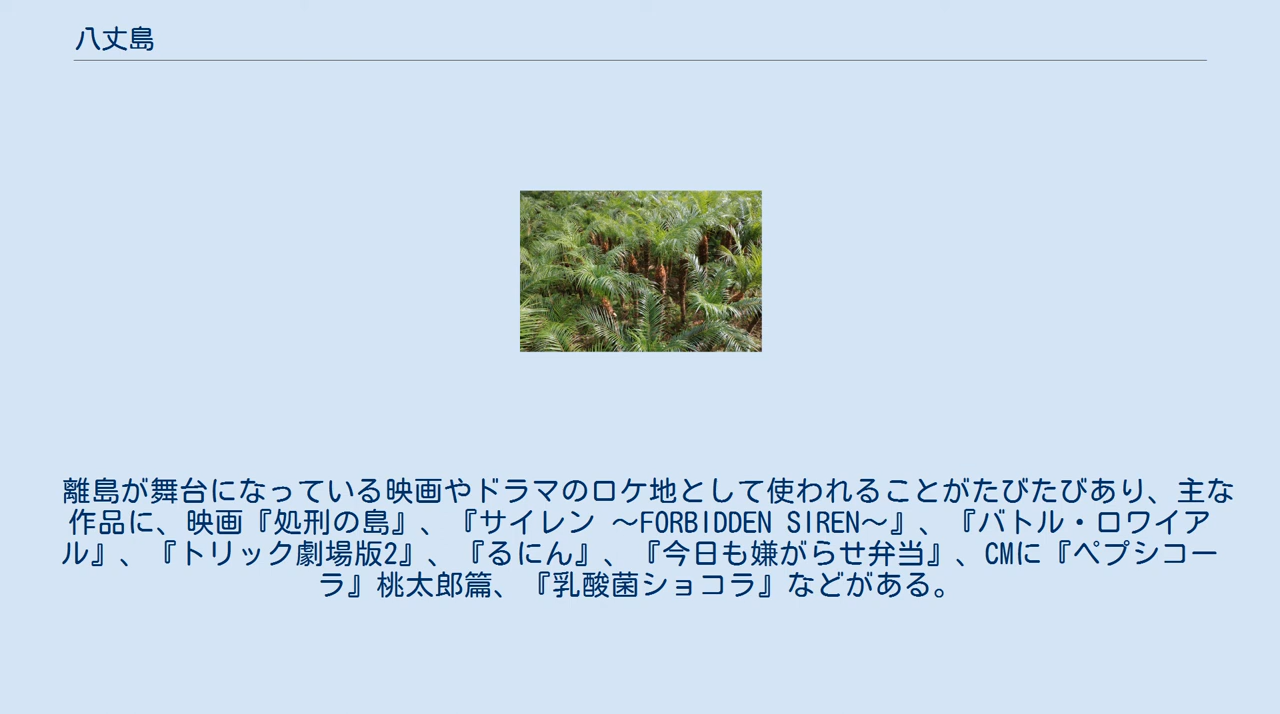 八丈島
離島が舞台になっている映画やドラマのロケ地として使われることがたびたびあり、主な
作品に、映画『処刑の島』、『サイレン 〜FORBIDDEN SIREN〜』、『バトル・ロワイア
ル』、『トリック劇場版2』、『るにん』、『今日も嫌がらせ弁当』、CMに『ペプシコー
ラ』桃太郎篇、『乳酸菌ショコラ』などがある。